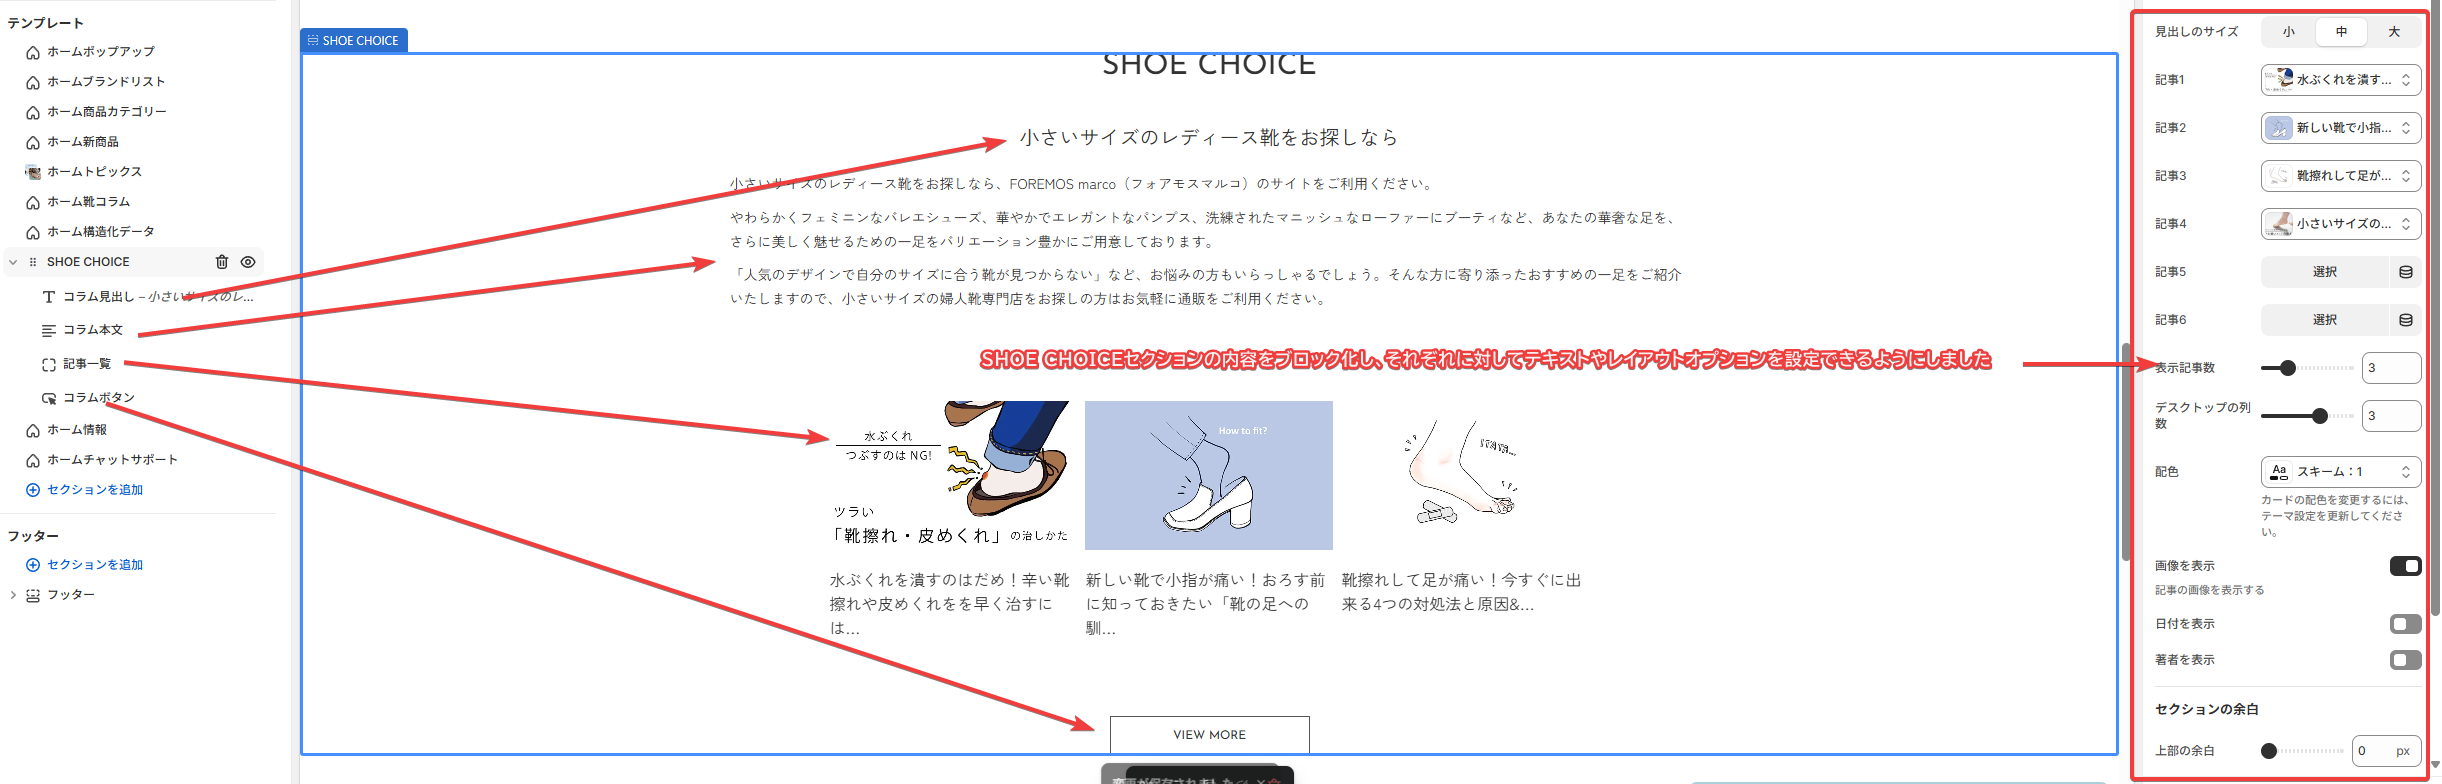 テンプレート
ホームポップアップ
ホームブランドリスト
ホーム商品カテゴリー
ホーム新商品
ホームトピックス
ホーム靴コラム
ホーム構造化データ
SHOE CHOICE
コラム見出し – 小さいサイズのレ...
コラム本文
記事一覧
コラムボタン
ホーム情報
ホームチャットサポート
セクションを追加
フッター
セクションを追加
フッター
SHOE CHOICE
SHOE CHOICE
小さいサイズのレディース靴をお探しなら
小さいサイズのレディース靴をお探しなら、FOREMOS marco（フォアモスマルコ）のサイトをご利用ください。
やわらかくフェミニンなバレエシューズ、華やかでエレガントなパンプス、洗練されたマニッシュなローファーにブーティなど、あなたの華奢な足を、
さらに美しく魅せるための一足をバリエーション豊かにご用意しております。
「人気のデザインで自分のサイズに合う靴が見つからない」など、お悩みの方もいらっしゃるでしょう。そんな方に寄り添ったおすすめの一足をご紹介
いたしますので、小さいサイズの婦人靴専門店をお探しの方はお気軽に通販をご利用ください。
SHOE CHOICEセクションの内容をブロック化し、それぞれに対してテキストやレイアウトオプションを設定できるようにしました
水ぶくれ
つぶすのは NG!
ツラい
「靴擦れ・皮めくれ」の治しかた
How to fit?
ITATA...
水ぶくれを潰すのはだめ！辛い靴
擦れや皮めくれをを早く治すに
は...
新しい靴で小指が痛い！おろす前
に知っておきたい「靴の足への
馴...
靴擦れして足が痛い！今すぐに出
来る4つの対処法と原因&...
VIEW MORE
変更が保存されました
見出しのサイズ
小 中 大
記事1 水ぶくれを潰す...
記事2 新しい靴で小指...
記事3 靴擦れして足が...
記事4 小さいサイズの...
記事5 選択
記事6 選択
表示記事数 3
デスクトップの列
数 3
配色 Aa スキーム：1
カードの配色を変更するには、
テーマ設定を更新してくださ
い。
画像を表示
記事の画像を表示する
日付を表示
著者を表示
セクションの余白
上部の余白 0 px